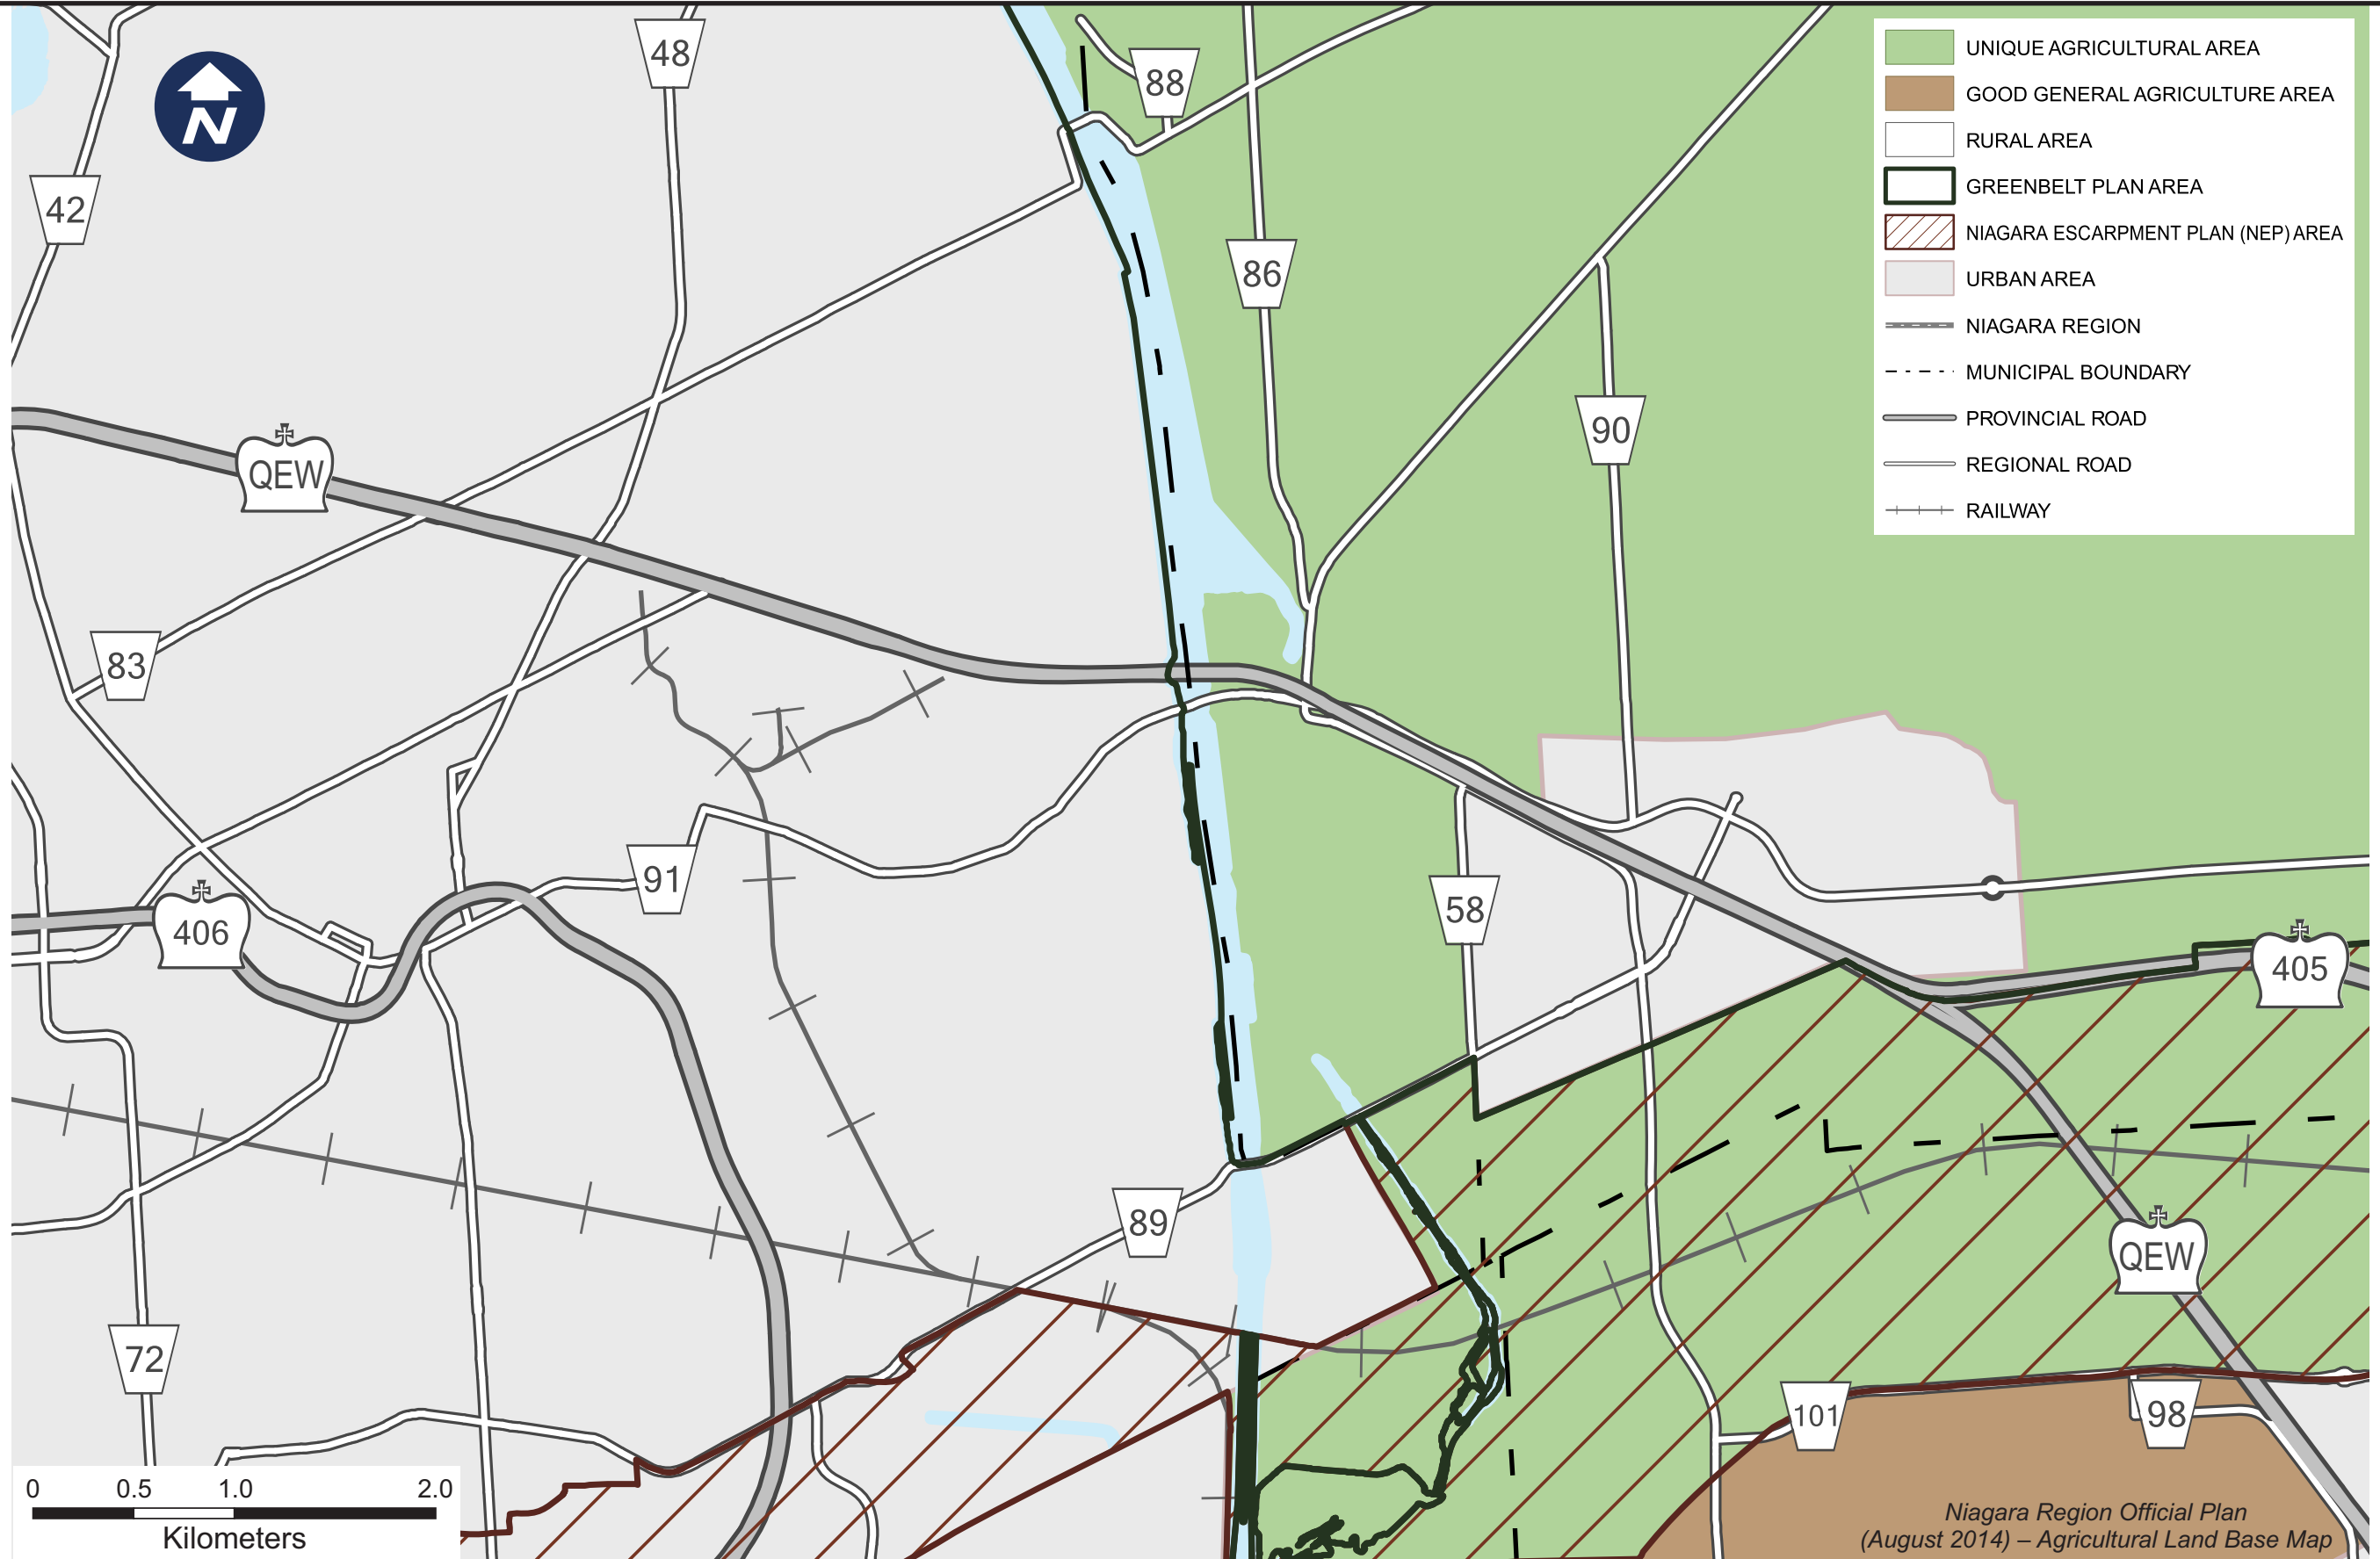 48
88
N
42
86
90
QEW
83
91
406
58
405
89
QEW
72
101
98
UNIQUE AGRICULTURAL AREA
GOOD GENERAL AGRICULTURE AREA
RURAL AREA
GREENBELT PLAN AREA
NIAGARA ESCARPMENT PLAN (NEP) AREA
URBAN AREA
NIAGARA REGION
MUNICIPAL BOUNDARY
PROVINCIAL ROAD
REGIONAL ROAD
RAILWAY
0 0.5 1.0 2.0
Kilometers
Niagara Region Official Plan
(August 2014) – Agricultural Land Base Map